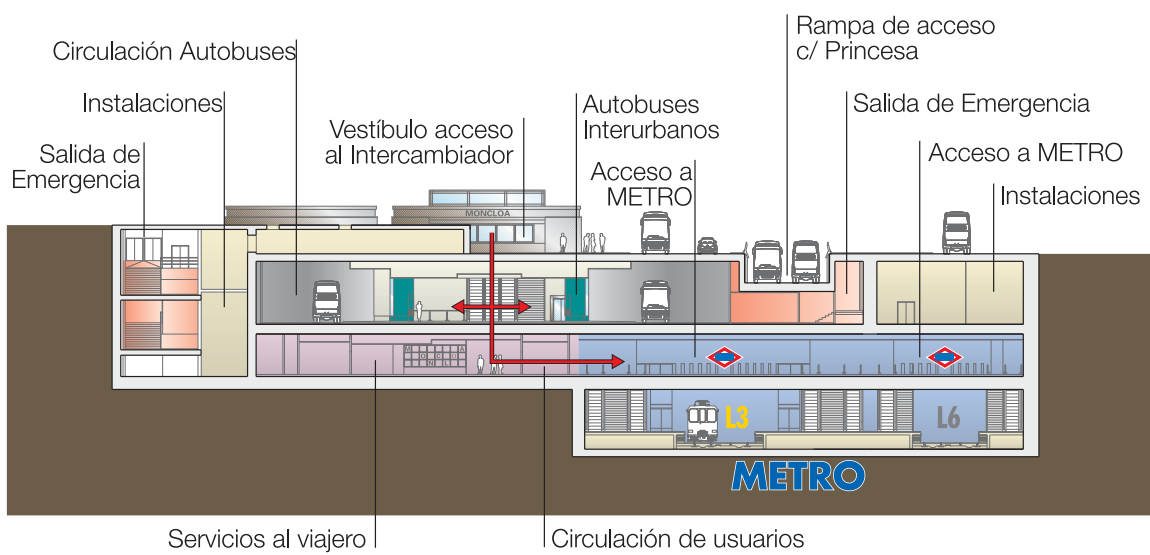 Rampa de acceso
c/ Princesa
Circulación Autobuses
Instalaciones
Vestíbulo acceso
al Intercambiador
Autobuses
Interurbanos
Salida de Emergencia
Salida de
Emergencia
Acceso a
METRO
Acceso a METRO
Instalaciones
MONCLOA
L3
L6
METRO
Servicios al viajero
Circulación de usuarios